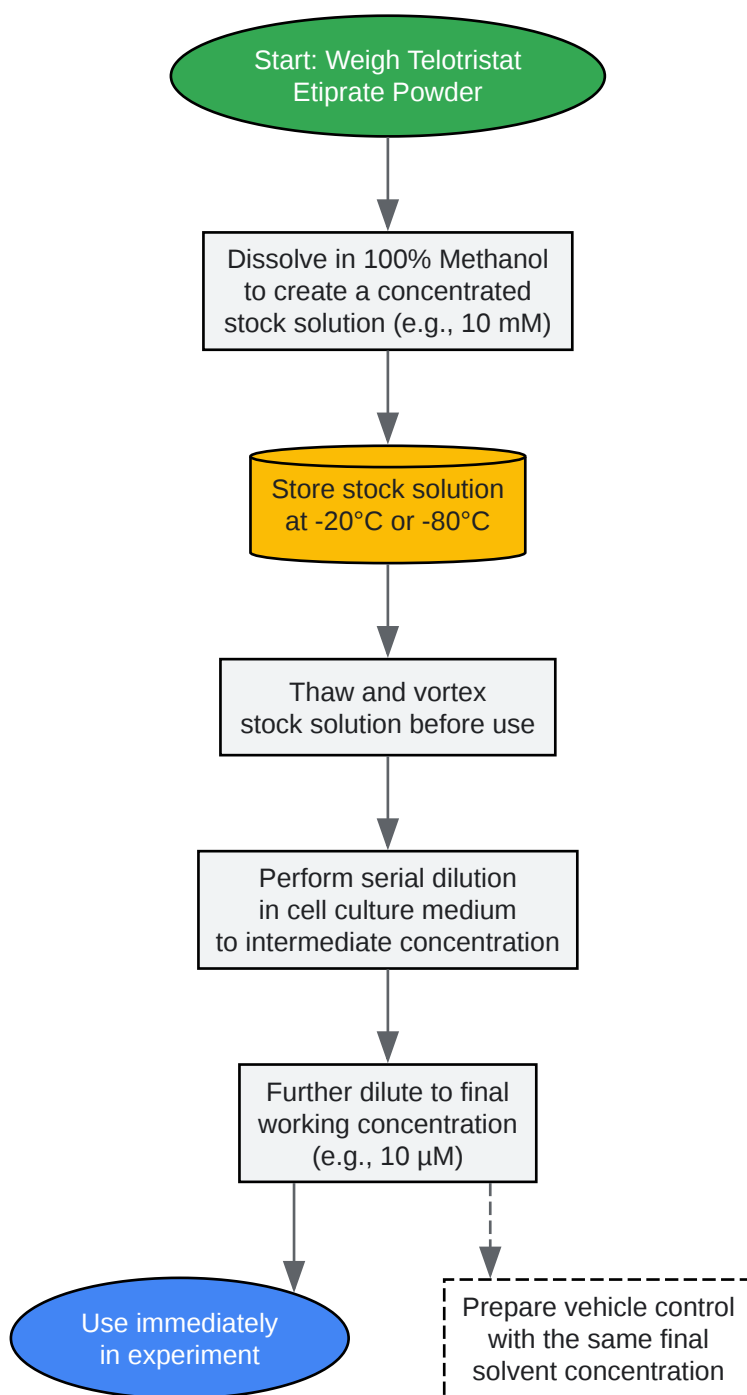 Start: Weigh Telotristat
Etiprate Powder
Dissolve in 100% Methanol
to create a concentrated
stock solution (e.g., 10 mM)
Store stock solution
at -20°C or -80°C
Thaw and vortex
stock solution before use
Perform serial dilution
in cell culture medium
to intermediate concentration
Further dilute to final
working concentration
(e.g., 10 µM)
Use immediately
in experiment
Prepare vehicle control
with the same final
solvent concentration